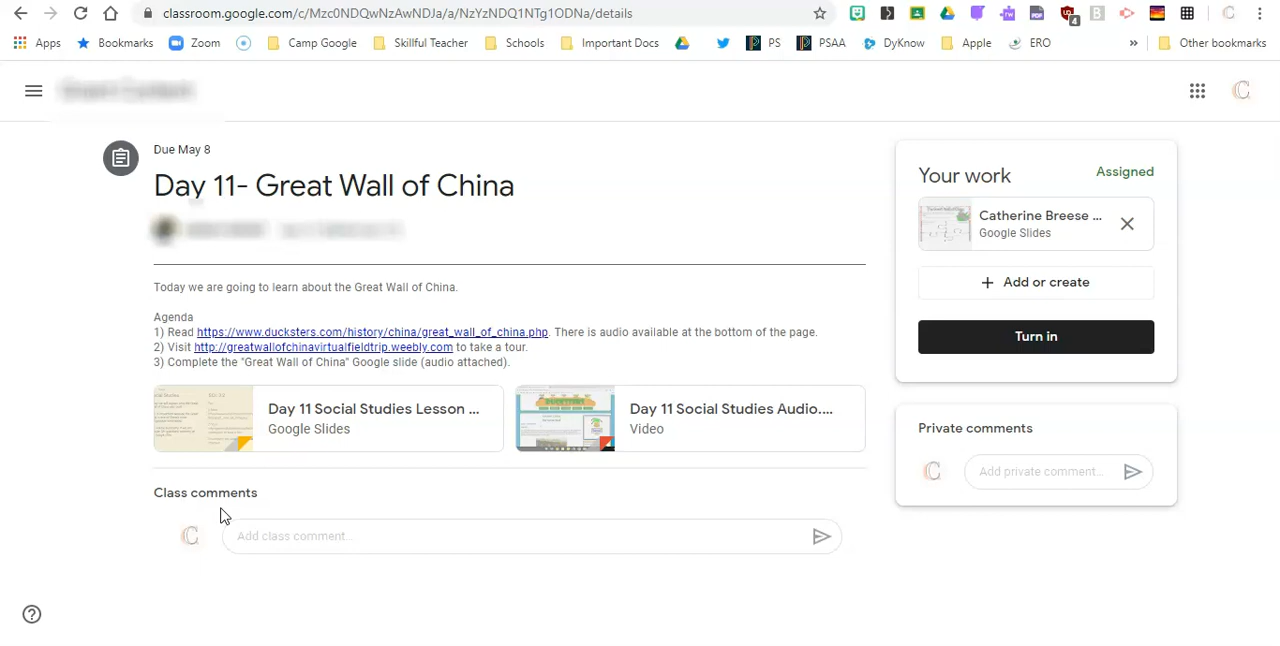 classroom.google.com/c/Mzc0NDQwNzAwNDJa/a/NzYzNDQ1NTg1ODNa/details
4
Apps
Bookmarks
Zoom
Camp Google
Skillful Teacher
Schools
Important Docs
PS
PSAA
DyKnow
Apple
ERO
»
Other bookmarks
C
Due May 8
Day 11- Great Wall of China
Today we are going to learn about the Great Wall of China.
Agenda
1) Read https://www.ducksters.com/history/china/great_wall_of_china.php. There is audio available at the bottom of the page.
2) Visit http://greatwallofchinavirtualfieldtrip.weebly.com to take a tour.
3) Complete the "Great Wall of China" Google slide (audio attached).
Day 11 Social Studies Lesson ...
Google Slides
Day 11 Social Studies Audio....
Video
Class comments
C
Add class comment...
Your work
Assigned
Catherine Breese ...
Google Slides
+ Add or create
Turn in
Private comments
C
Add private comment...